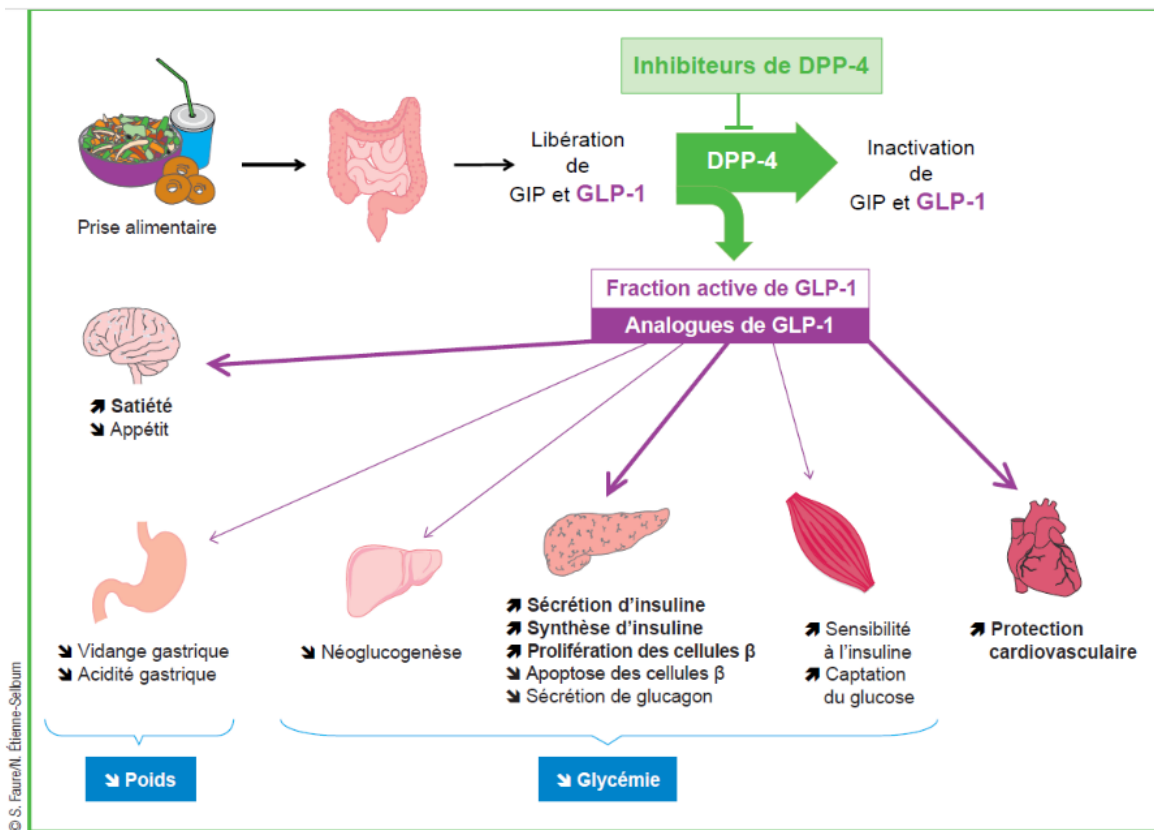 Inhibiteurs de DPP-4
Prise alimentaire
Libération
de
GIP et GLP-1
DPP-4
Inactivation
de
GIP et GLP-1
Fraction active de GLP-1
Analogues de GLP-1
↗ Satiété
↘ Appétit
↘ Vidange gastrique
↘ Acidité gastrique
↘ Néoglucogenèse
↗ Sécrétion d’insuline
↗ Synthèse d’insuline
↗ Prolifération des cellules β
↘ Apoptose des cellules β
↘ Sécrétion de glucagon
↗ Sensibilité
à l’insuline
↗ Captation
du glucose
↗ Protection
cardiovasculaire
↘ Poids
↘ Glycémie
© S. Faure/N. Étienne-Selbum